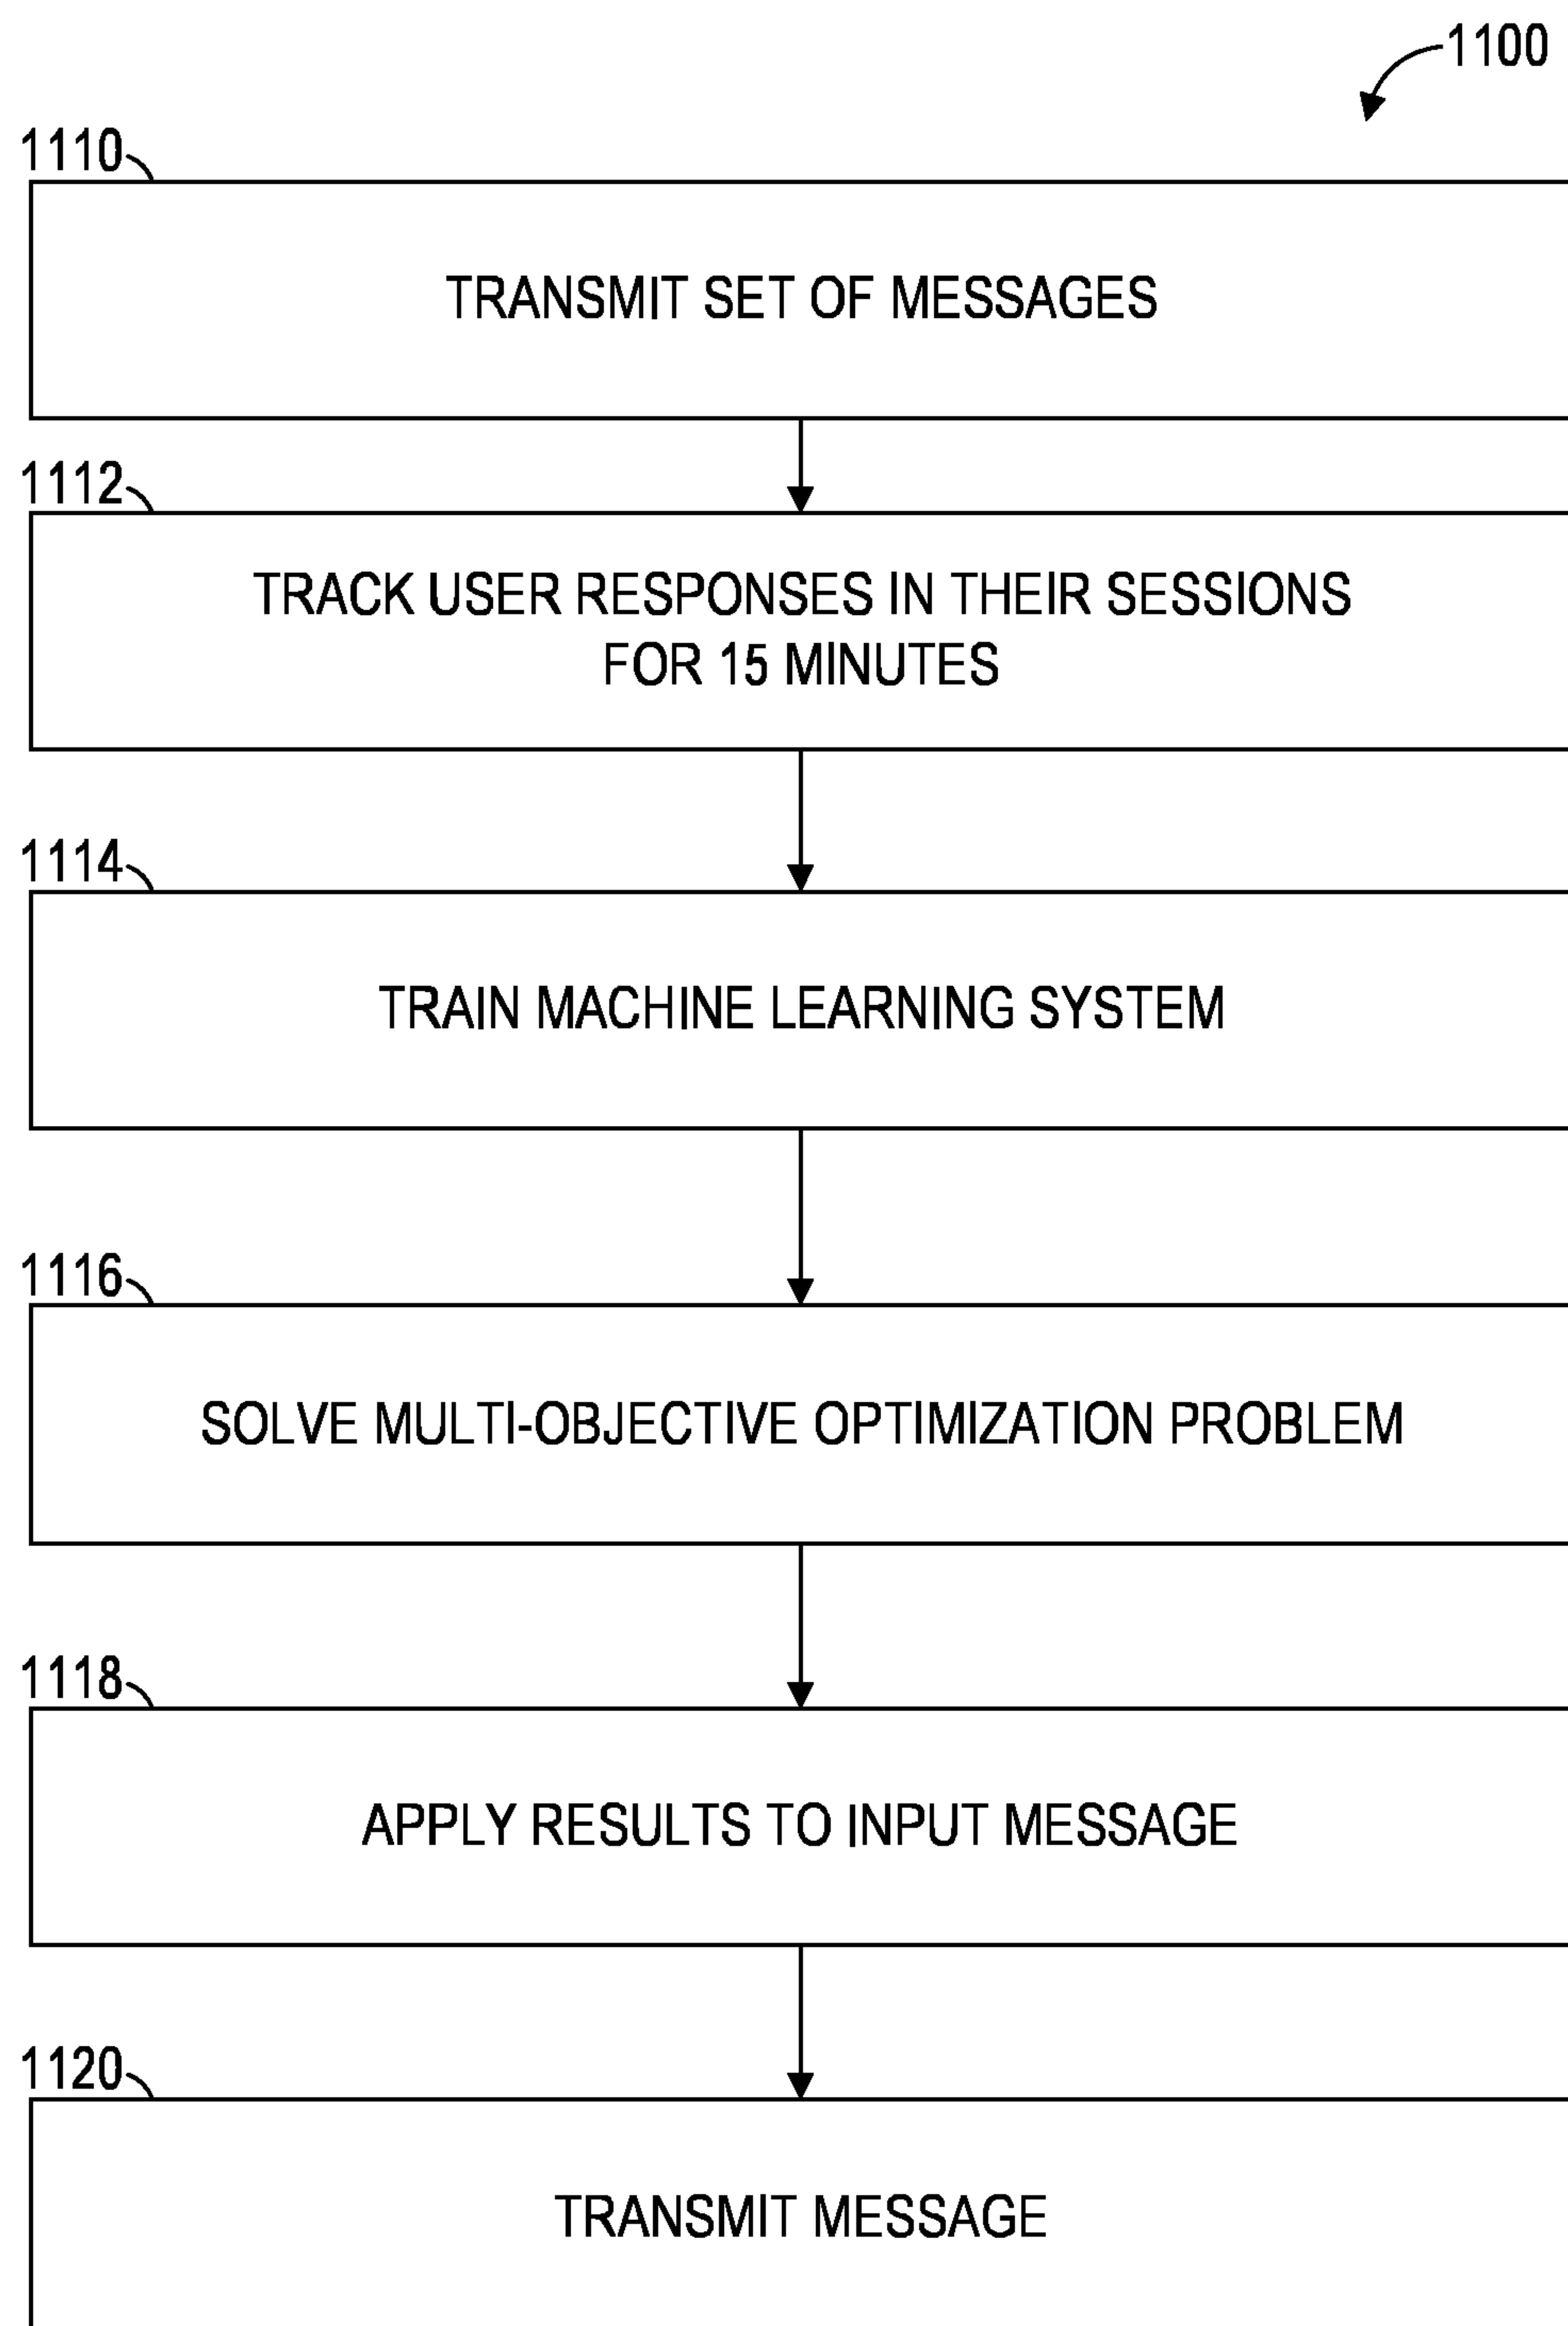 1100
1110
TRANSMIT SET OF MESSAGES
1112
TRACK USER RESPONSES IN THEIR SESSIONS
FOR 15 MINUTES
1114
TRAIN MACHINE LEARNING SYSTEM
1116
SOLVE MULTI-OBJECTIVE OPTIMIZATION PROBLEM
1118
APPLY RESULTS TO INPUT MESSAGE
1120
TRANSMIT MESSAGE